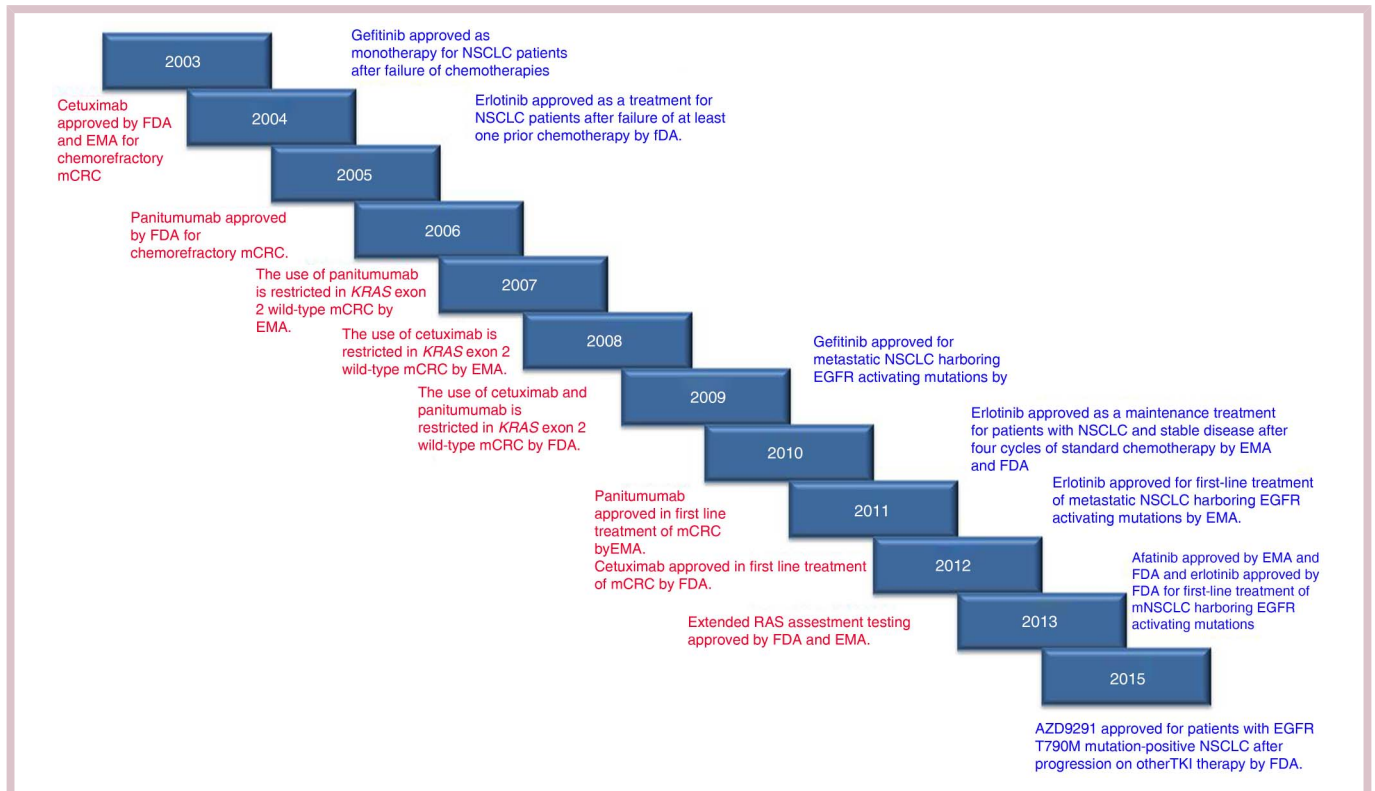 2003
Gefitinib approved as
monotherapy for NSCLC patients
after failure of chemotherapies
Cetuximab
approved by FDA
and EMA for
chemorefractory
mCRC
2004
Erlotinib approved as a treatment for
NSCLC patients after failure of at least
one prior chemotherapy by fDA.
2005
Panitumumab approved
by FDA for
chemorefractory mCRC.
2006
The use of panitumumab
is restricted in KRAS exon
2 wild-type mCRC by
EMA.
2007
The use of cetuximab is
restricted in KRAS exon 2
wild-type mCRC by EMA.
2008
Gefitinib approved for
metastatic NSCLC harboring
EGFR activating mutations by
The use of cetuximab and
panitumumab is
restricted in KRAS exon 2
wild-type mCRC by FDA.
2009
Erlotinib approved as a maintenance treatment
for patients with NSCLC and stable disease after
four cycles of standard chemotherapy by EMA
and FDA
2010
Erlotinib approved for first-line treatment
of metastatic NSCLC harboring EGFR
activating mutations by EMA.
Panitumumab
approved in first line
treatment of mCRC
byEMA.
Cetuximab approved in first line treatment
of mCRC by FDA.
2011
Afatinib approved by EMA and
FDA and erlotinib approved by
FDA for first-line treatment of
mNSCLC harboring EGFR
activating mutations
2012
Extended RAS assestment testing
approved by FDA and EMA.
2013
2015
AZD9291 approved for patients with EGFR
T790M mutation-positive NSCLC after
progression on otherTKI therapy by FDA.